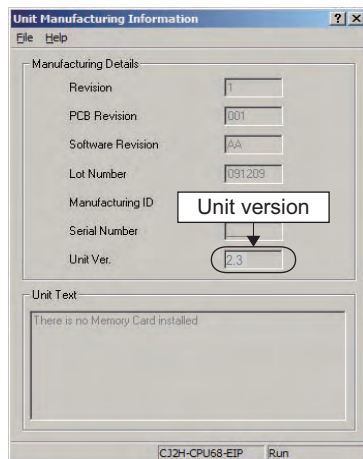 Unit Manufacturing Information
File Help
Manufacturing Details
Revision 1
PCB Revision 001
Software Revision AA
Lot Number 091209
Manufacturing ID
Unit version
Serial Number
Unit Ver. 2.3
Unit Text
There is no Memory Card installed
CJ2H-CPU68-EIP Run